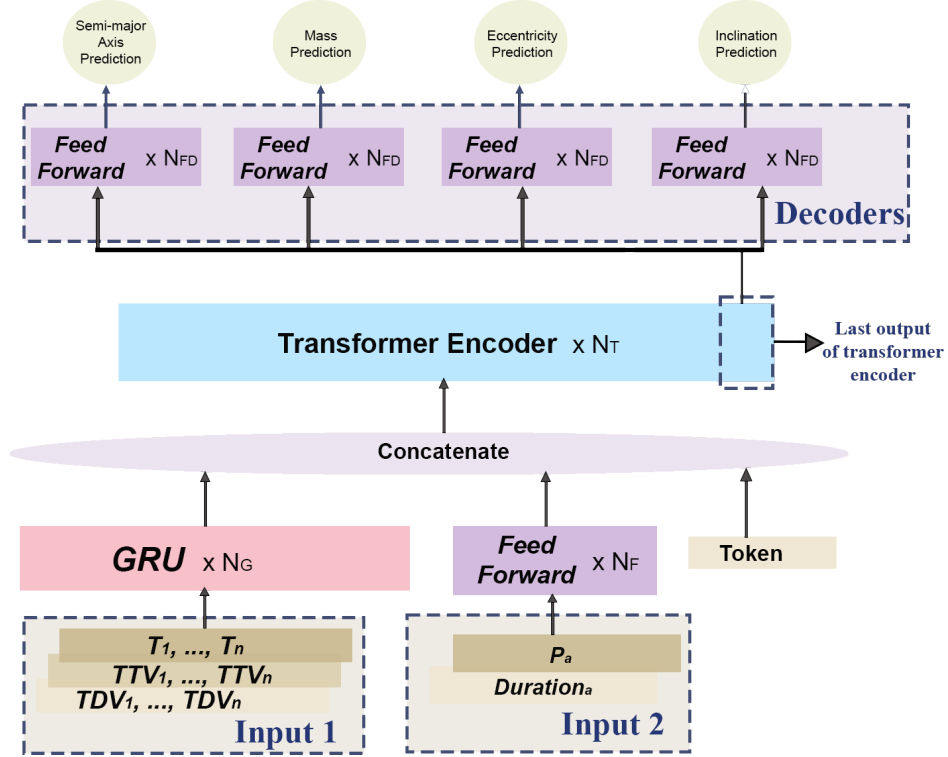 Semi-major
Axis
Prediction
Mass
Prediction
Eccentricity
Prediction
Inclination
Prediction
Feed
Forward x NFD
Feed
Forward x NFD
Feed
Forward x NFD
Feed
Forward x NFD
Decoders
Transformer Encoder x NT
Last output
of transformer
encoder
Concatenate
GRU x NG
Feed
Forward x NF
Token
T1, ..., Tn
TTV1, ..., TTVn
TDV1, ..., TDVn
Input 1
Pa
Durationa
Input 2